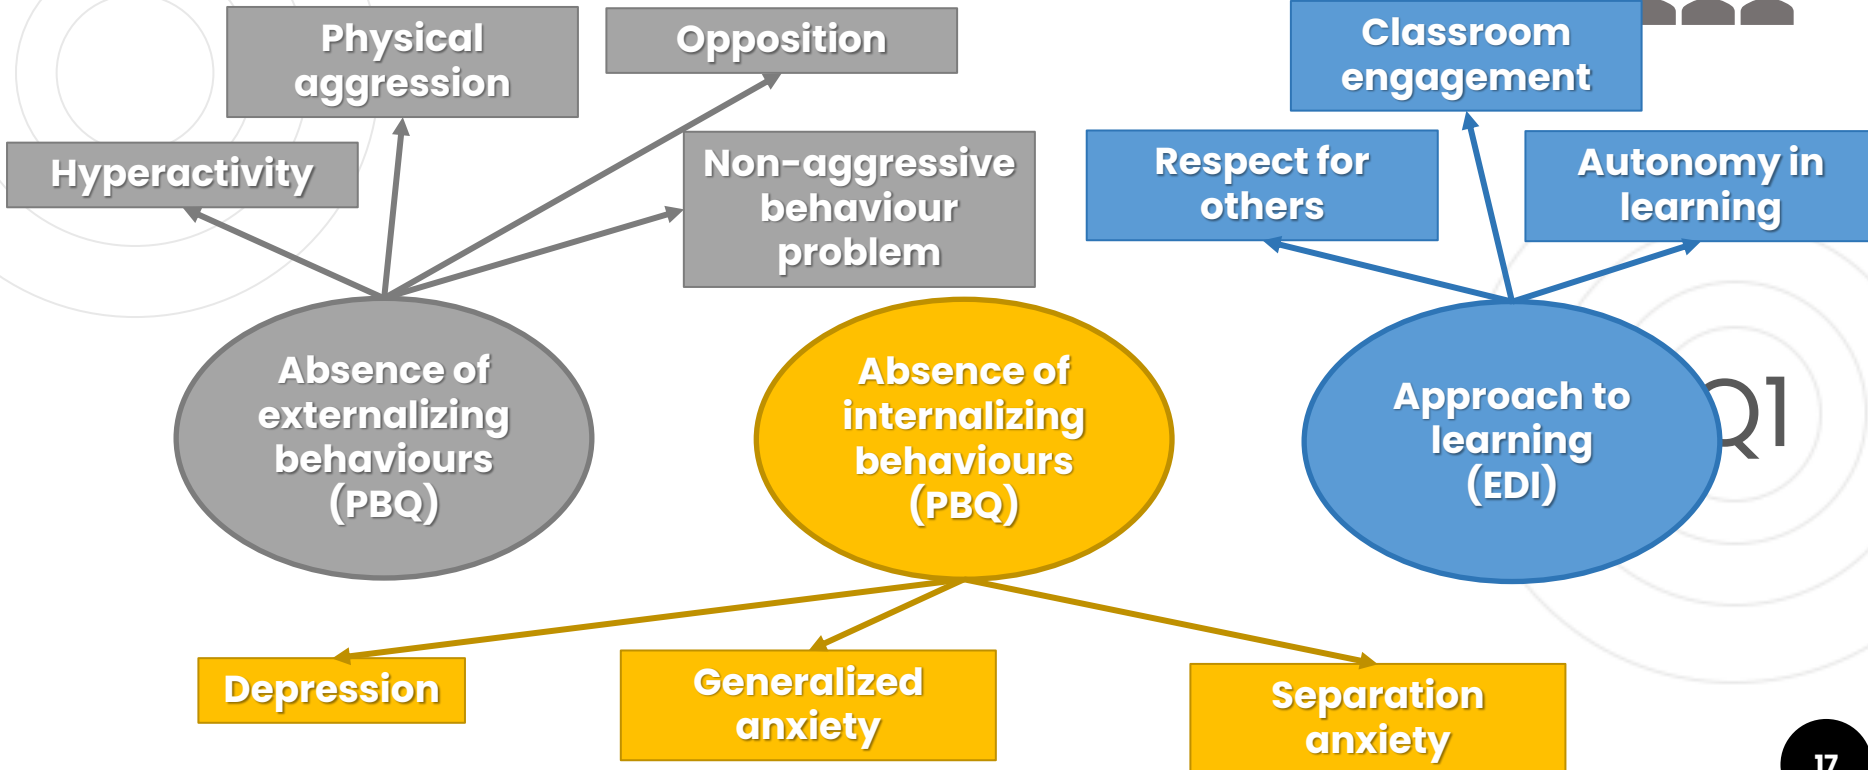 Physical
aggression
Opposition
Classroom
engagement
Hyperactivity
Non-aggressive
behaviour
problem
Respect for
others
Autonomy in
learning
Absence of
externalizing
behaviours
(PBQ)
Absence of
internalizing
behaviours
(PBQ)
Approach to
learning
(EDI)
Q1
Depression
Generalized
anxiety
Separation
anxiety
17